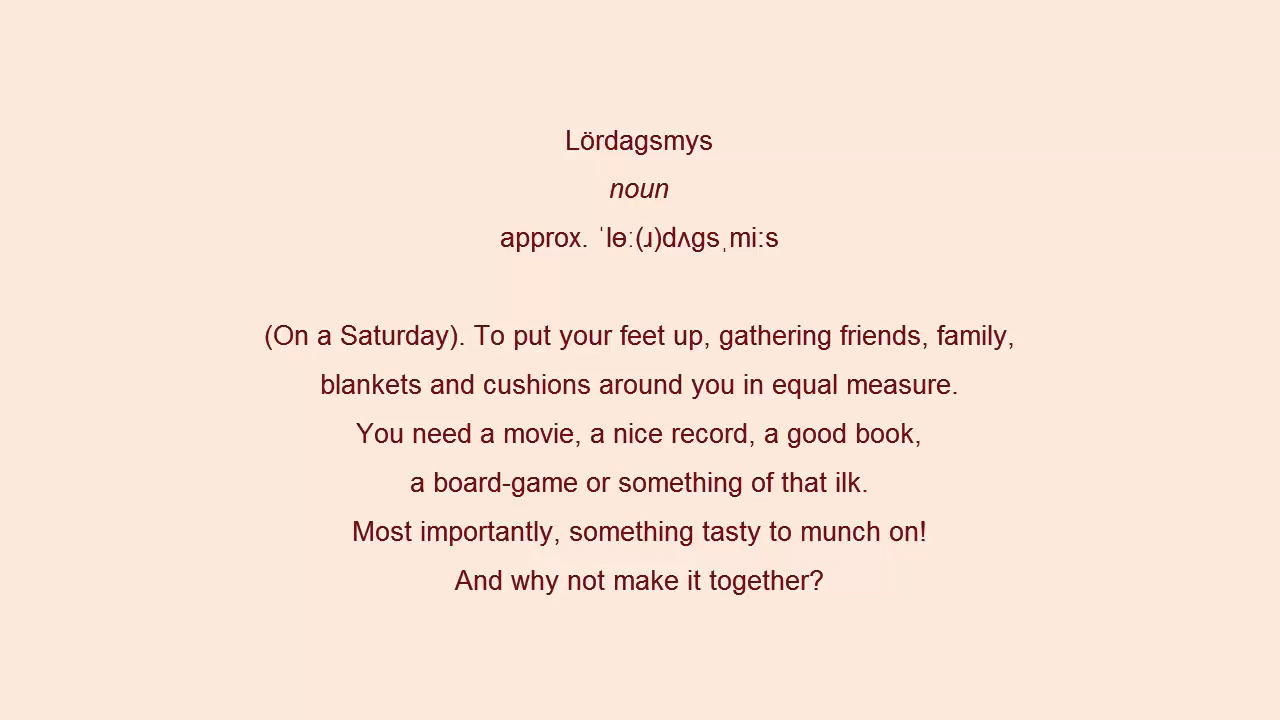 Lördagsmys
noun
approx. ˈlɵː(ɹ)dʌgsˌmi:s
(On a Saturday). To put your feet up, gathering friends, family,
blankets and cushions around you in equal measure.
You need a movie, a nice record, a good book,
a board-game or something of that ilk.
Most importantly, something tasty to munch on!
And why not make it together?